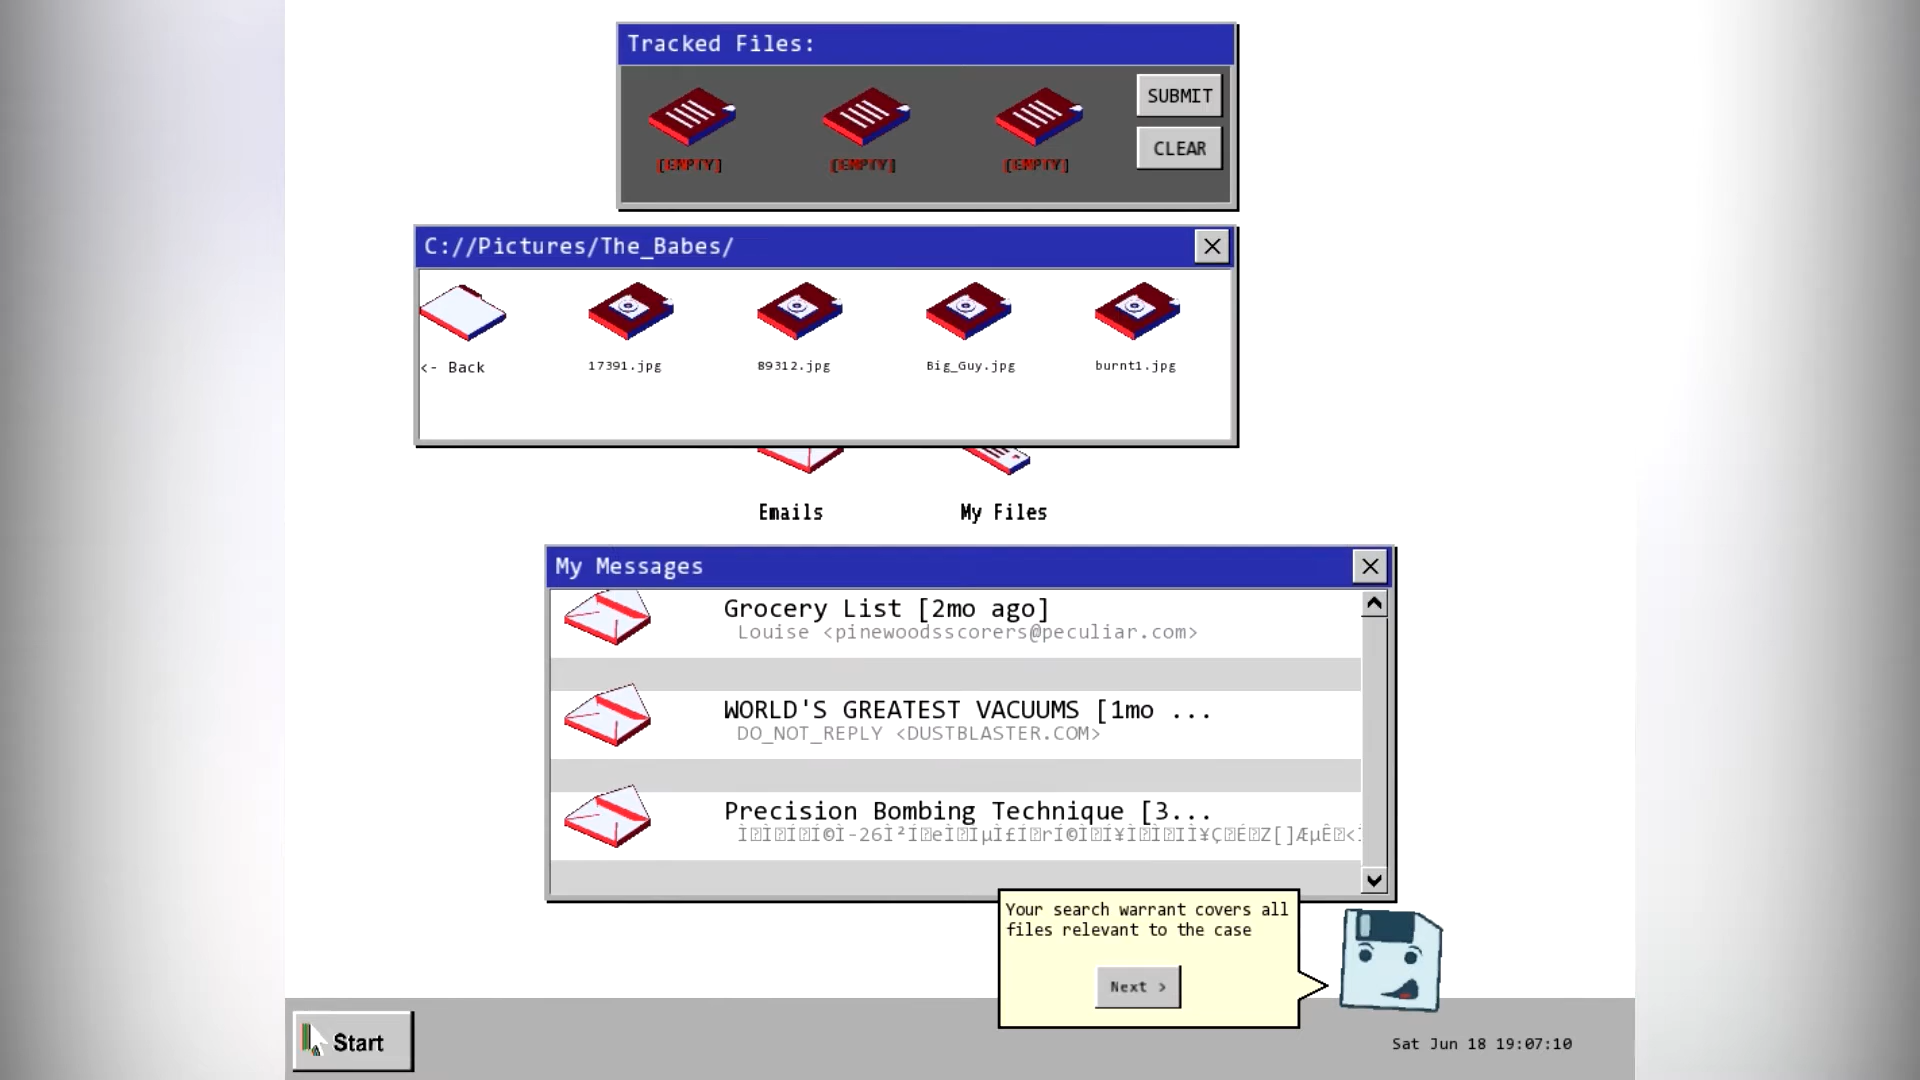 Tracked Files:
SUBMIT
[EMPTY] [EMPTY] [EMPTY]
CLEAR
C://Pictures/The_Babes/
<- Back 17391.jpg 89312.jpg Big_Guy.jpg burnt1.jpg
Emails My Files
My Messages
Grocery List [2mo ago]
Louise <pinewoodsscorers@peculiar.com>
WORLD'S GREATEST VACUUMS [1mo ...
DO_NOT_REPLY <DUSTBLASTER.COM>
Precision Bombing Technique [3...
Your search warrant covers all
files relevant to the case
Next >
Start
Sat Jun 18 19:07:10